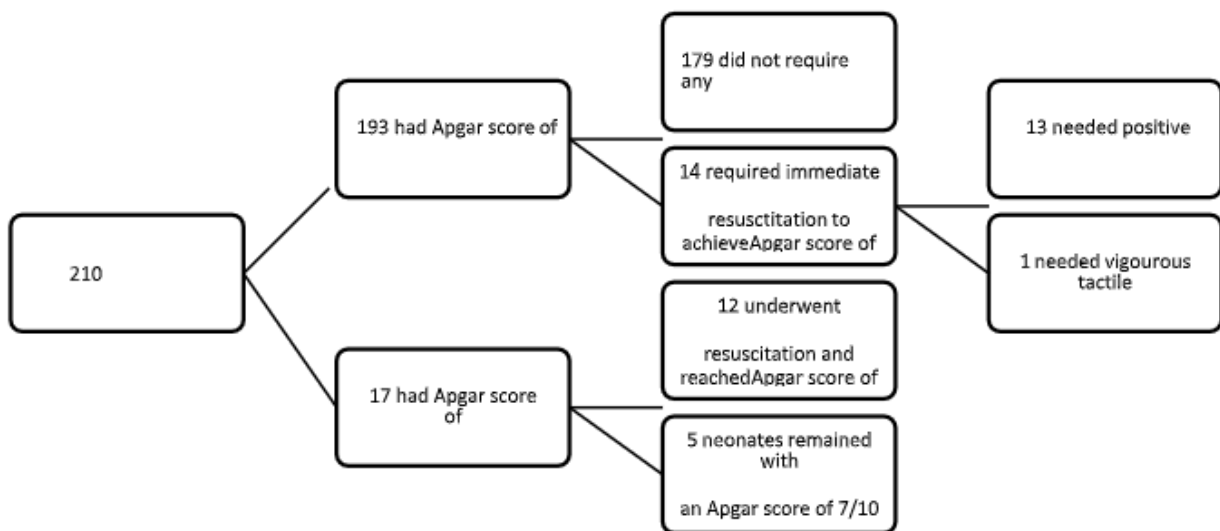 210
193 had Apgar score of
17 had Apgar score
of
179 did not require
any
14 required immediate
resusctitation to
achieveApgar score of
12 underwent
resuscitation and
reachedApgar score of
5 neonates remained
with
an Apgar score of 7/10
13 needed positive
1 needed vigourous
tactile